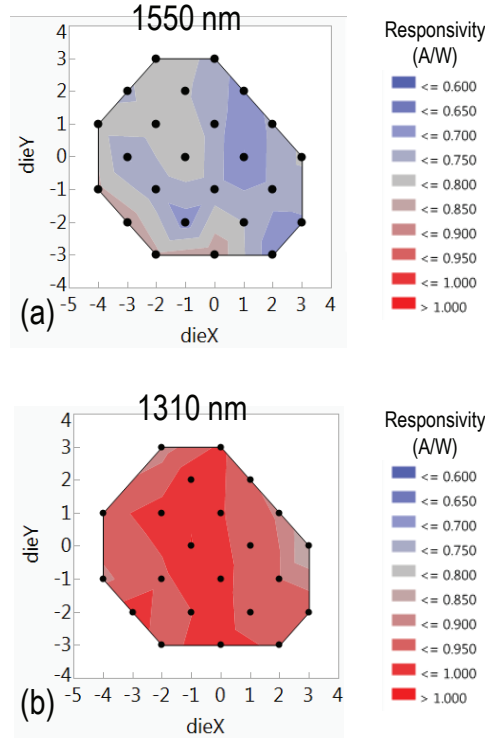 1550 nm
Responsivity
(A/W)
4
3
2
1
0
-1
-2
-3
-4
dieY
-5 -4 -3 -2 -1 0 1 2 3 4
dieX
(a)
<= 0.600
<= 0.650
<= 0.700
<= 0.750
<= 0.800
<= 0.850
<= 0.900
<= 0.950
<= 1.000
> 1.000
1310 nm
Responsivity
(A/W)
4
3
2
1
0
-1
-2
-3
-4
dieY
-5 -4 -3 -2 -1 0 1 2 3 4
dieX
(b)
<= 0.600
<= 0.650
<= 0.700
<= 0.750
<= 0.800
<= 0.850
<= 0.900
<= 0.950
<= 1.000
> 1.000